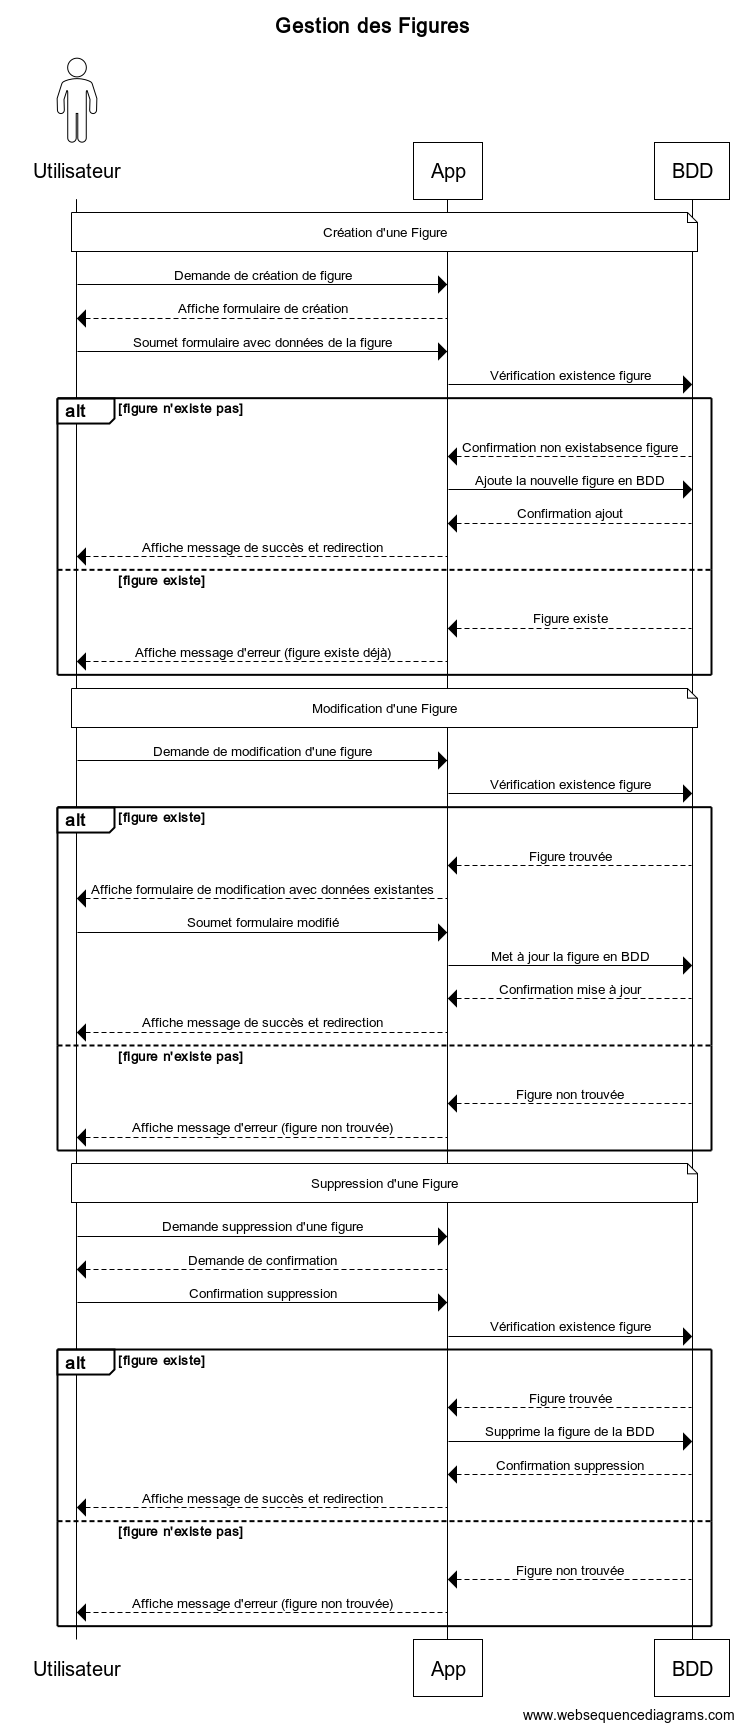 Gestion des Figures
Utilisateur
App
BDD
Création d'une Figure
Demande de création de figure
Affiche formulaire de création
Soumet formulaire avec données de la figure
Vérification existence figure
alt [figure n'existe pas]
Confirmation non existabsence figure
Ajoute la nouvelle figure en BDD
Confirmation ajout
Affiche message de succès et redirection
[figure existe]
Figure existe
Affiche message d'erreur (figure existe déjà)
Modification d'une Figure
Demande de modification d'une figure
Vérification existence figure
alt [figure existe]
Figure trouvée
Affiche formulaire de modification avec données existantes
Soumet formulaire modifié
Met à jour la figure en BDD
Confirmation mise à jour
Affiche message de succès et redirection
[figure n'existe pas]
Figure non trouvée
Affiche message d'erreur (figure non trouvée)
Suppression d'une Figure
Demande suppression d'une figure
Demande de confirmation
Confirmation suppression
Vérification existence figure
alt [figure existe]
Figure trouvée
Supprime la figure de la BDD
Confirmation suppression
Affiche message de succès et redirection
[figure n'existe pas]
Figure non trouvée
Affiche message d'erreur (figure non trouvée)
Utilisateur
App
BDD
www.websequencediagrams.com